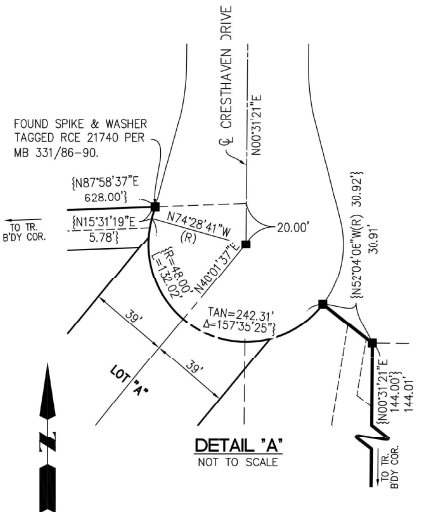 ℄ CRESTHAVEN DRIVE
N00°31'21"E
FOUND SPIKE & WASHER
TAGGED RCE 21740 PER
MB 331/86-90.
{N87°58'37"E
628.00'}
{N15°31'19"E
5.78'}
TO TR.
B'DY COR.
N74°28'41"W
(R)
20.00'
{N52°04'06"W(R) 30.92'}
30.91'
{R=48.00'
L=132.02'
N40°01'37"E
TAN=242.31'
Δ=157°35'25"}
39'
39'
LOT "A"
{N00°31'21"E
144.00'}
144.01'
TO TR.
BDY COR.
N
DETAIL "A"
NOT TO SCALE